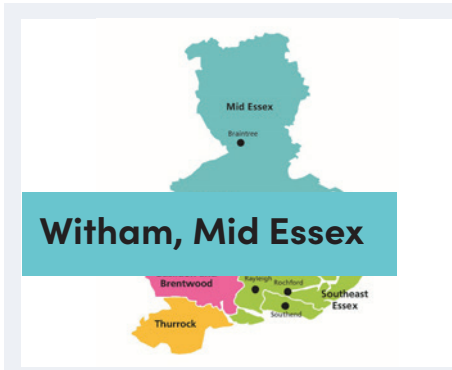 Mid Essex
Braintree
Witham, Mid Essex
Brentwood
Rayleigh
Rochford
Southeast
Essex
Southend
Thurrock